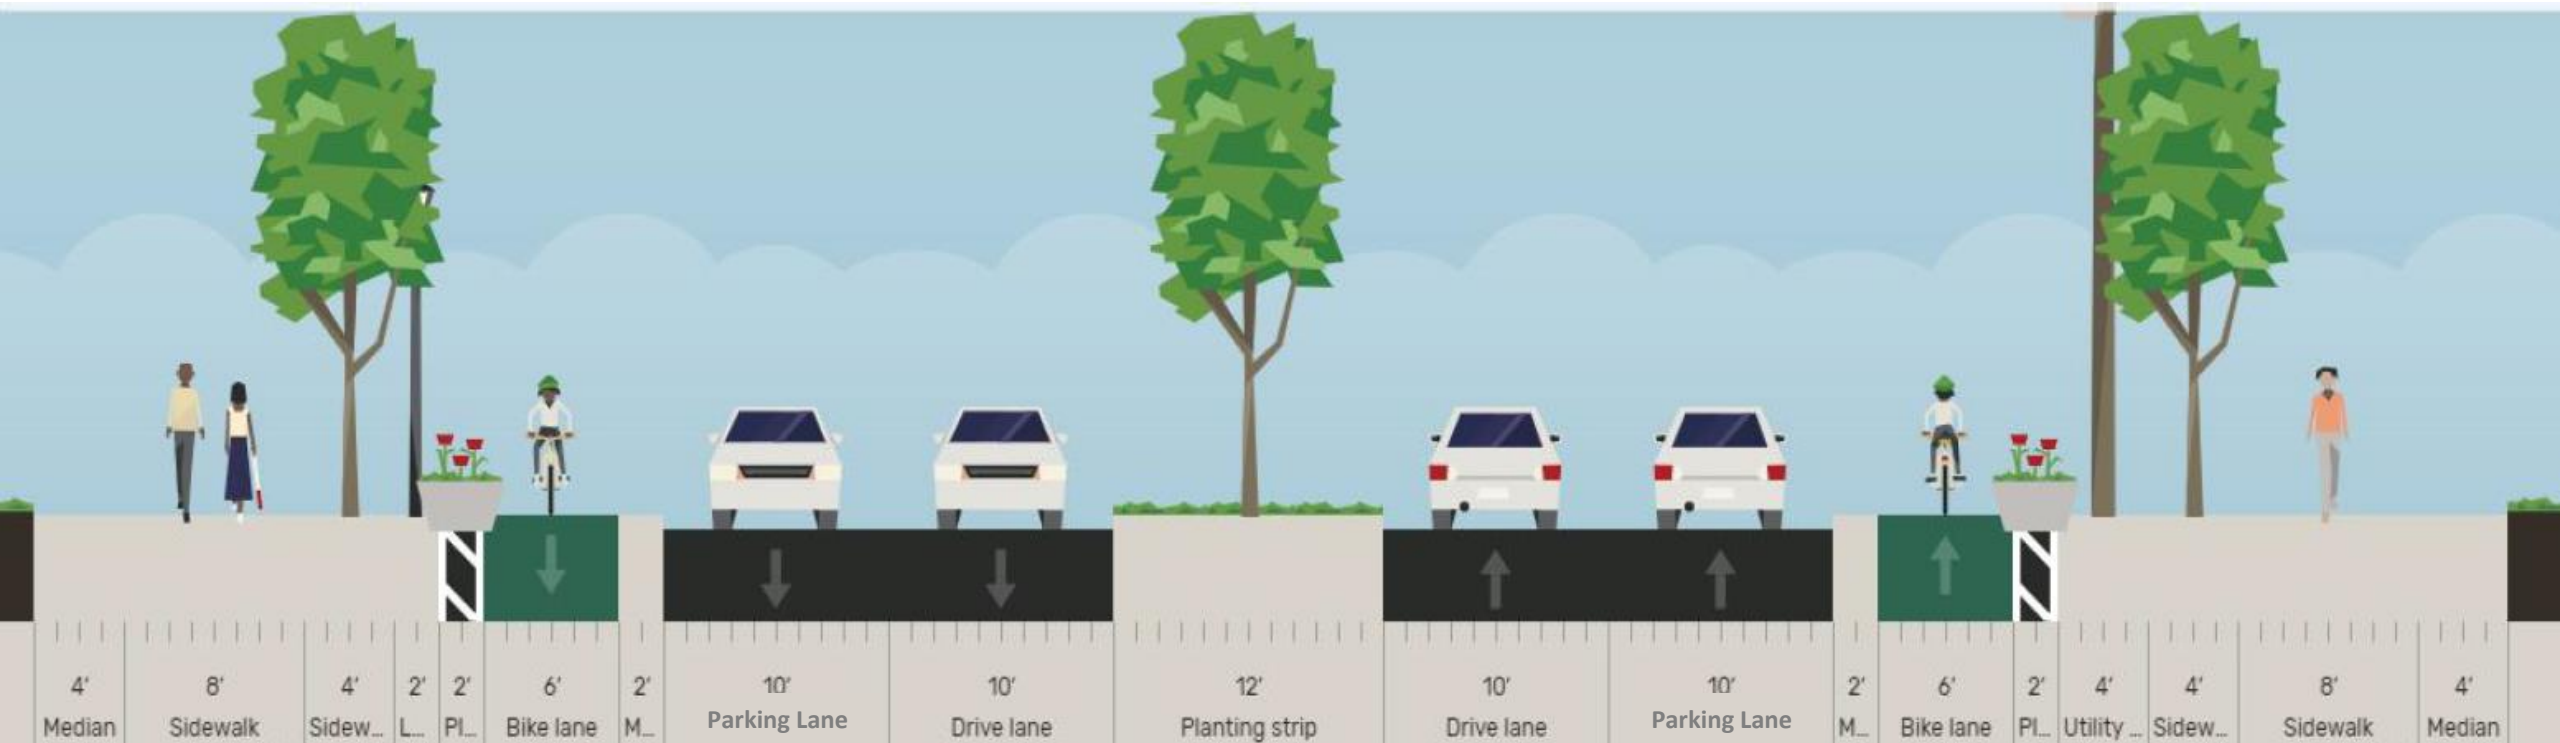 4' 8' 4' 2' 2' 6' 2' 10' 10' 12' 10' 10' 2' 6' 2' 4' 4' 8' 4'
Median Sidewalk Sidew... L... Pl... Bike lane M... Parking Lane Drive lane Planting strip Drive lane Parking Lane M... Bike lane Pl... Utility ... Sidew... Sidewalk Median